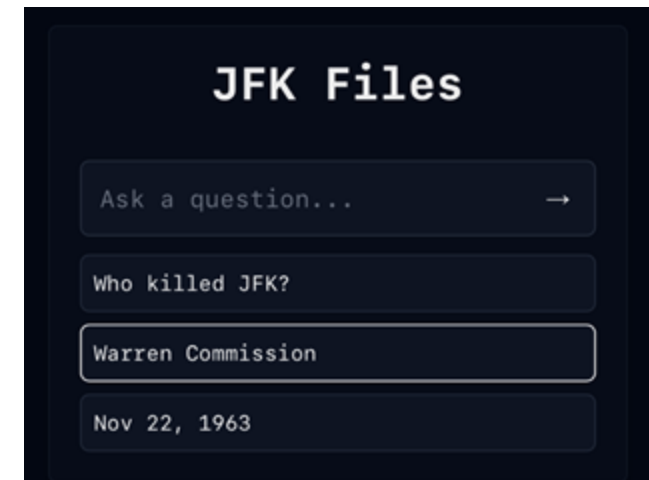 JFK Files
Ask a question... →
Who killed JFK?
Warren Commission
Nov 22, 1963